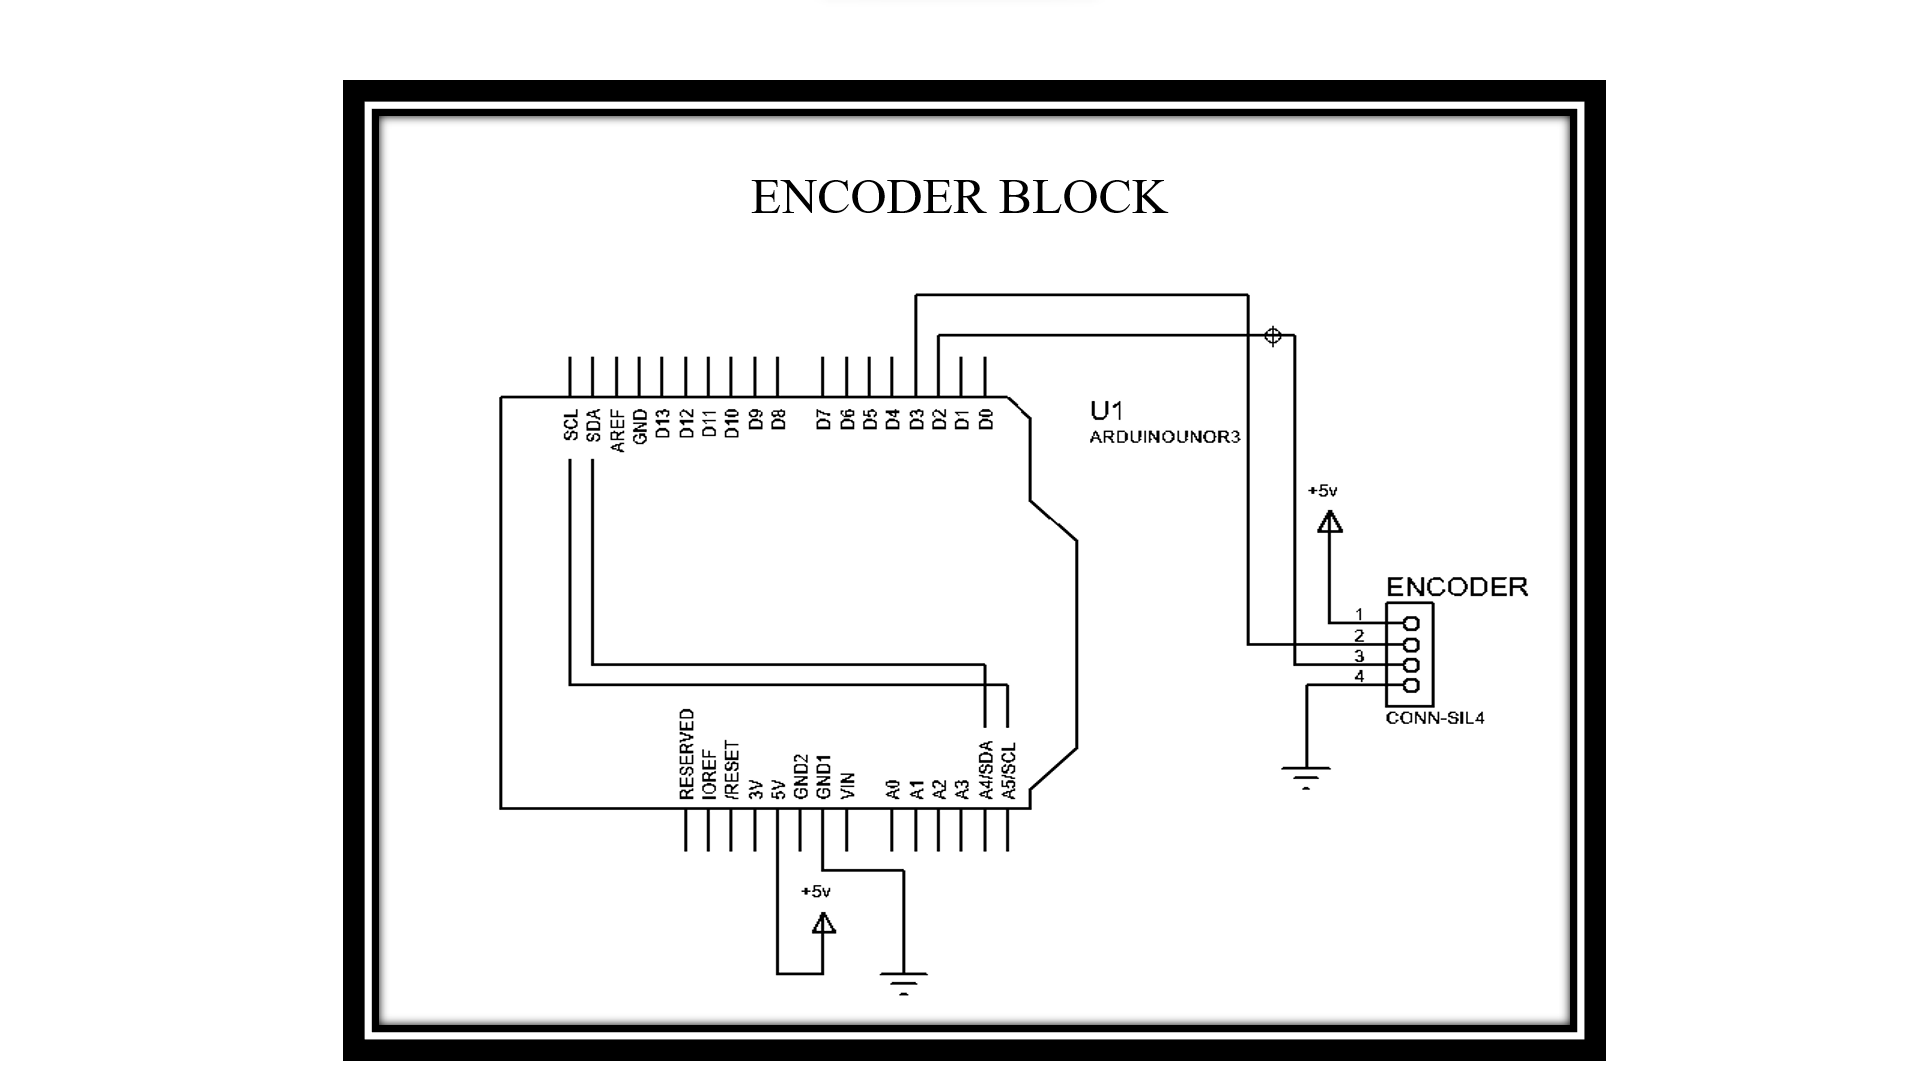 ENCODER BLOCK
SCL SDA AREF GND D13 D12 D11 D10 D9 D8 D7 D6 D5 D4 D3 D2 D1 D0
U1
ARDUINOUNOR3
+5v
ENCODER
1
2
3
4
CONN-SIL4
RESERVED IOREF /RESET 3V 5V GND2 GND1 VIN A0 A1 A2 A3 A4/SDA A5/SCL
+5v